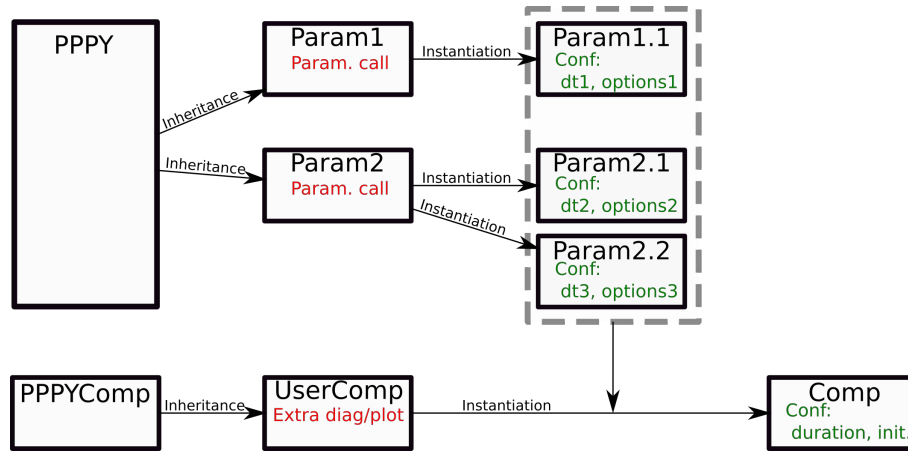 PPPY
Inheritance
Inheritance
Param1
Param. call
Instantiation
Param1.1
Conf:
dt1, options1
Param2
Param. call
Instantiation
Instantiation
Param2.1
Conf:
dt2, options2
Param2.2
Conf:
dt3, options3
PPPYComp
Inheritance
UserComp
Extra diag/plot
Instantiation
Comp
Conf:
duration, init.